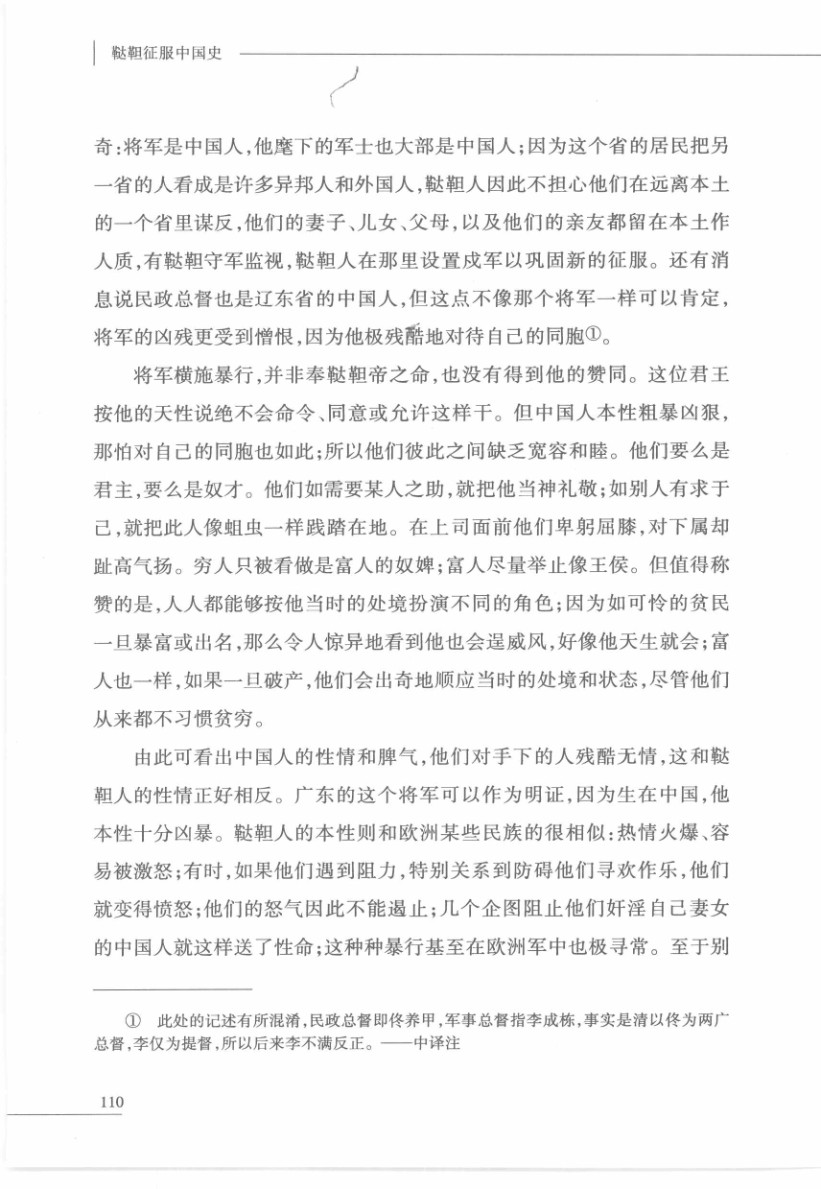 鞑靼征服中国史
奇:将军是中国人,他麾下的军士也大部是中国人;因为这个省的居民把另
一省的人看成是许多异邦人和外国人,鞑靼人因此不担心他们在远离本土
的一个省里谋反,他们的妻子、儿女、父母,以及他们的亲友都留在本土作
人质,有鞑靼守军监视,鞑靼人在那里设置戍军以巩固新的征服。还有消
息说民政总督也是辽东省的中国人,但这点不像那个将军一样可以肯定,
将军的凶残更受到憎恨,因为他极残酷地对待自己的同胞①。
将军横施暴行,并非奉鞑靼帝之命,也没有得到他的赞同。这位君王
按他的天性说绝不会命令、同意或允许这样干。但中国人本性粗暴凶狠,
那怕对自己的同胞也如此;所以他们彼此之间缺乏宽容和睦。他们要么是
君主,要么是奴才。他们如需要某人之助,就把他当神礼敬;如别人有求于
己,就把此人像蛆虫一样践踏在地。在上司面前他们卑躬屈膝,对下属却
趾高气扬。穷人只被看做是富人的奴婢;富人尽量举止像王侯。但值得称
赞的是,人人都能够按他当时的处境扮演不同的角色;因为如可怜的贫民
一旦暴富或出名,那么令人惊异地看到他也会逞威风,好像他天生就会;富
人也一样,如果一旦破产,他们会出奇地顺应当时的处境和状态,尽管他们
从来都不习惯贫穷。
由此可看出中国人的性情和脾气,他们对手下的人残酷无情,这和鞑
靼人的性情正好相反。广东的这个将军可以作为明证,因为生在中国,他
本性十分凶暴。鞑靼人的本性则和欧洲某些民族的很相似:热情火爆、容
易被激怒;有时,如果他们遇到阻力,特别关系到防碍他们寻欢作乐,他们
就变得愤怒;他们的怒气因此不能遏止;几个企图阻止他们奸淫自己妻女
的中国人就这样送了性命;这种种暴行基至在欧洲军中也极寻常。至于别
① 此处的记述有所混淆,民政总督即佟养甲,军事总督指李成栋,事实是清以佟为两广
总督,李仅为提督,所以后来李不满反正。——中译注
110